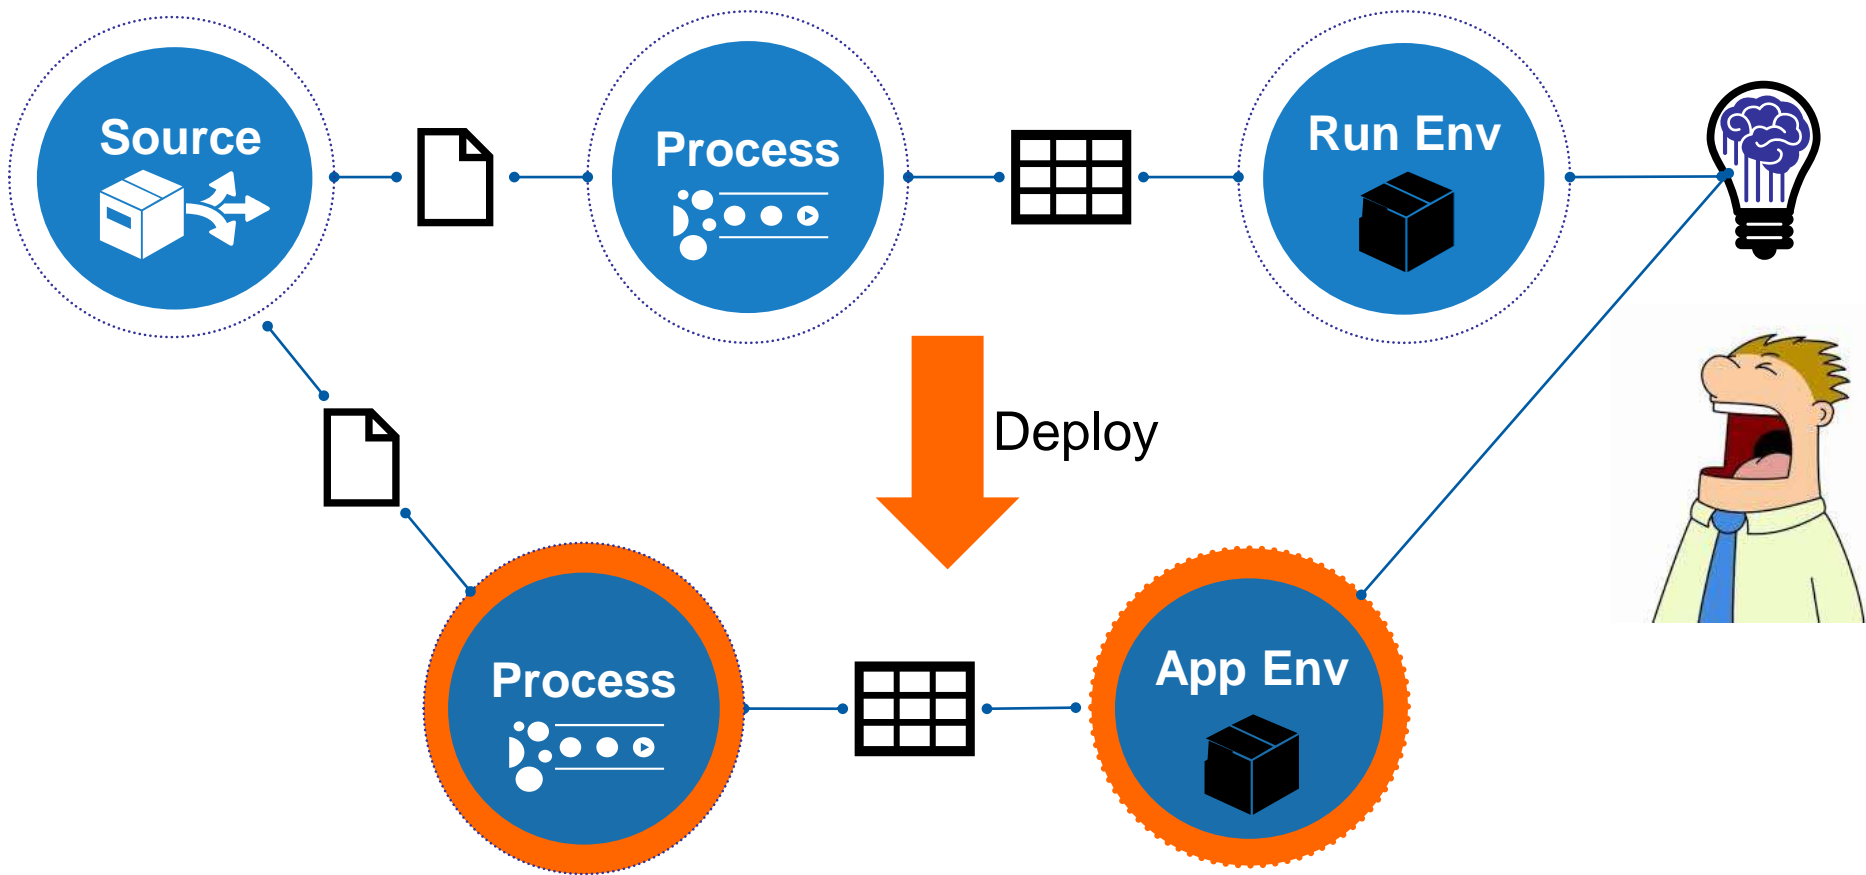 Source
Process
Run Env
Deploy
Process
App Env